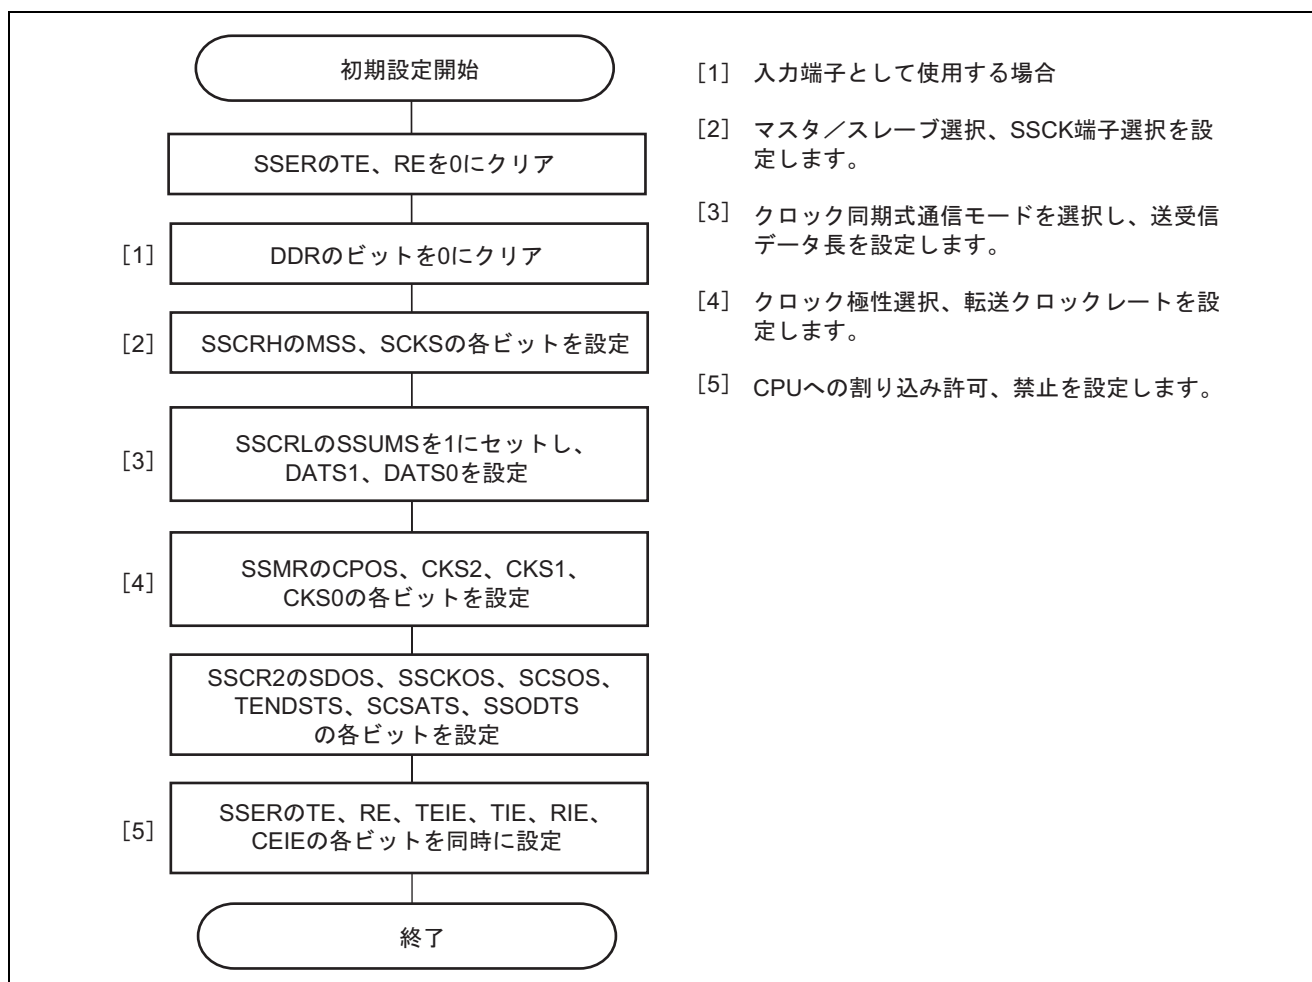 初期設定開始
SSERのTE、REを0にクリア
[1] DDRのビットを0にクリア
[2] SSCRHのMSS、SCKSの各ビットを設定
[3] SSCRLのSSUMSを1にセットし、
DATS1、DATS0を設定
[4] SSMRのCPOS、CKS2、CKS1、
CKS0の各ビットを設定
SSCR2のSDOS、SSCKOS、SCSOS、
TENDSTS、SCSATS、SSODTS
の各ビットを設定
[5] SSERのTE、RE、TEIE、TIE、RIE、
CEIEの各ビットを同時に設定
終了
[1] 入力端子として使用する場合
[2] マスタ／スレーブ選択、SSCK端子選択を設
定します。
[3] クロック同期式通信モードを選択し、送受信
データ長を設定します。
[4] クロック極性選択、転送クロックレートを設
定します。
[5] CPUへの割り込み許可、禁止を設定します。